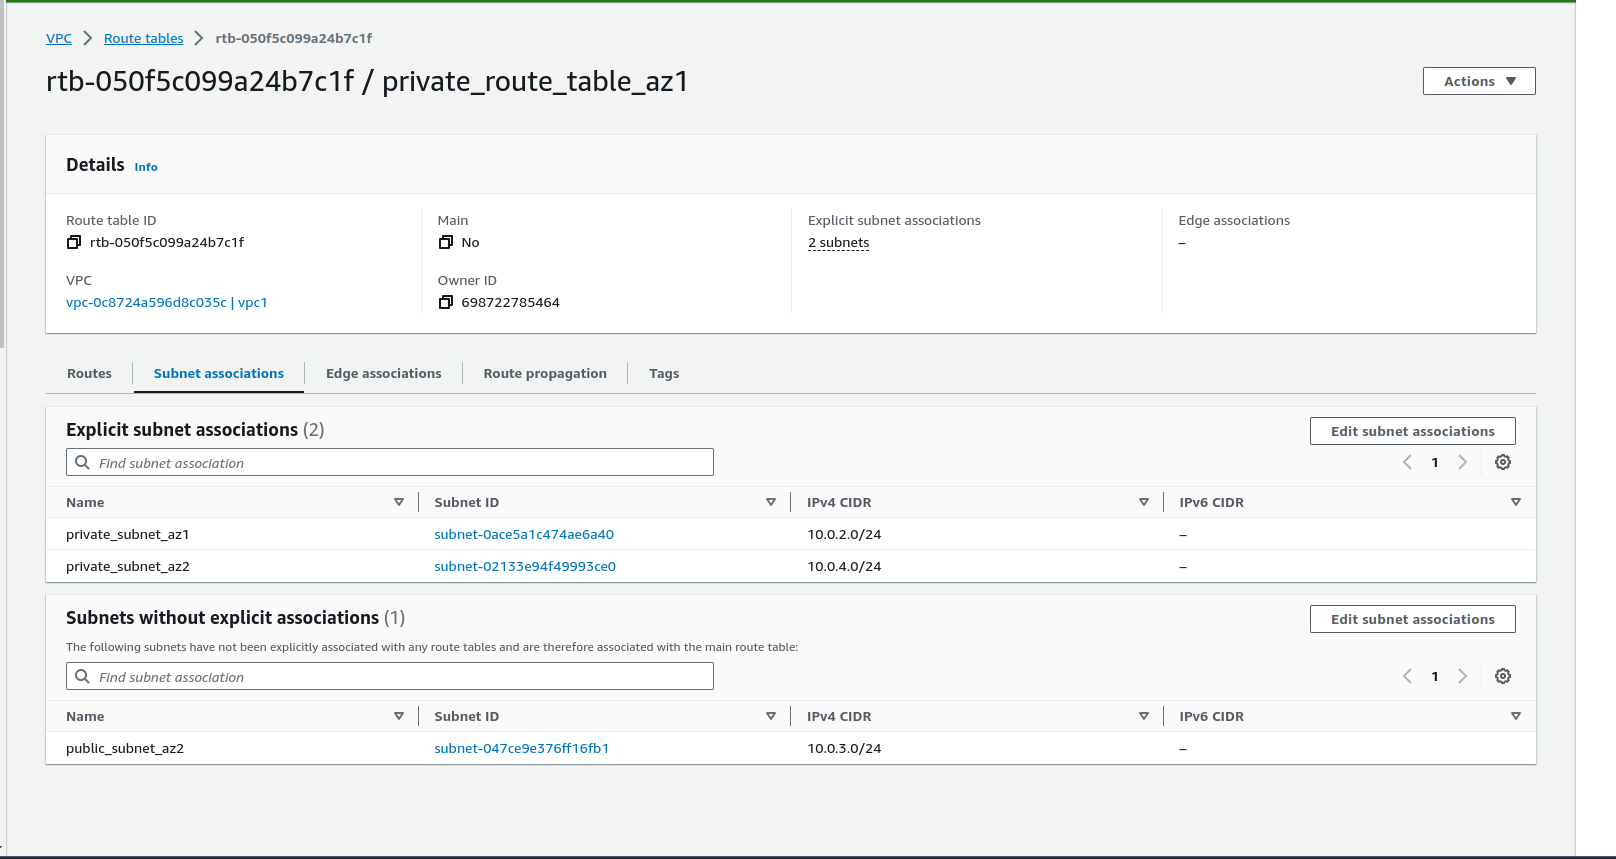 VPC > Route tables > rtb-050f5c099a24b7c1f
rtb-050f5c099a24b7c1f / private_route_table_az1
Actions
Details Info
Route table ID
rtb-050f5c099a24b7c1f
Main
No
Explicit subnet associations
2 subnets
Edge associations
–
VPC
vpc-0c8724a596d8c035c | vpc1
Owner ID
698722785464
Routes Subnet associations Edge associations Route propagation Tags
Explicit subnet associations (2)
Edit subnet associations
Find subnet association
1
Name Subnet ID IPv4 CIDR IPv6 CIDR
private_subnet_az1 subnet-0ace5a1c474ae6a40 10.0.2.0/24 –
private_subnet_az2 subnet-02133e94f49993ce0 10.0.4.0/24 –
Subnets without explicit associations (1)
Edit subnet associations
The following subnets have not been explicitly associated with any route tables and are therefore associated with the main route table:
Find subnet association
1
Name Subnet ID IPv4 CIDR IPv6 CIDR
public_subnet_az2 subnet-047ce9e376ff16fb1 10.0.3.0/24 –